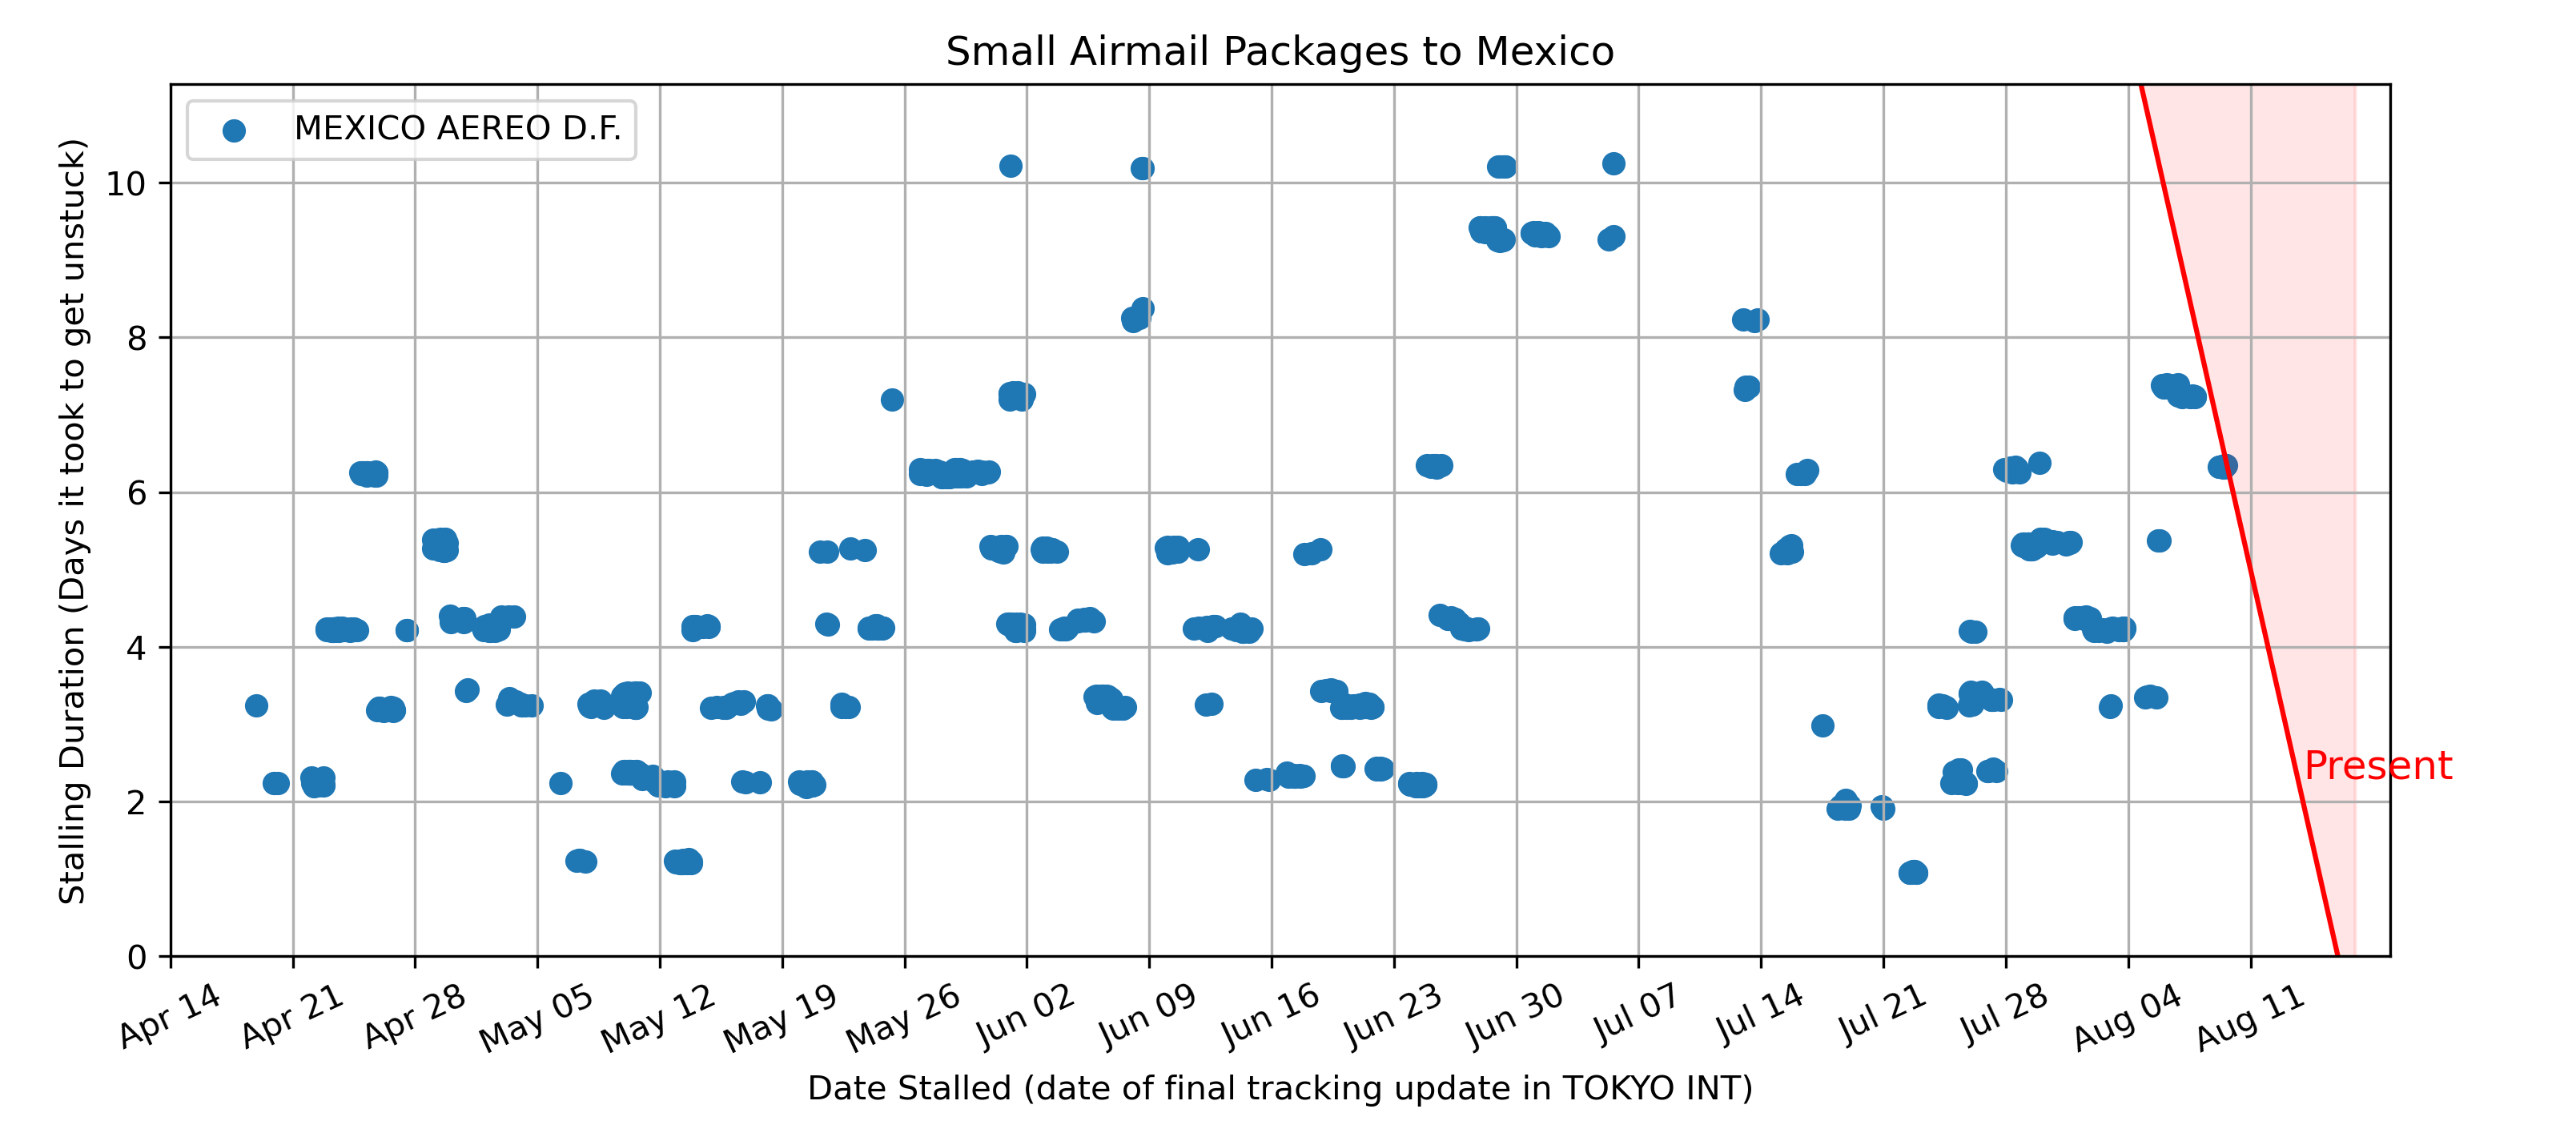 Small Airmail Packages to Mexico
MEXICO AEREO D.F.
Stalling Duration (Days it took to get unstuck)
10
8
6
4
2
0
Present
Apr 14
Apr 21
Apr 28
May 05
May 12
May 19
May 26
Jun 02
Jun 09
Jun 16
Jun 23
Jun 30
Jul 07
Jul 14
Jul 21
Jul 28
Aug 04
Aug 11
Date Stalled (date of final tracking update in TOKYO INT)